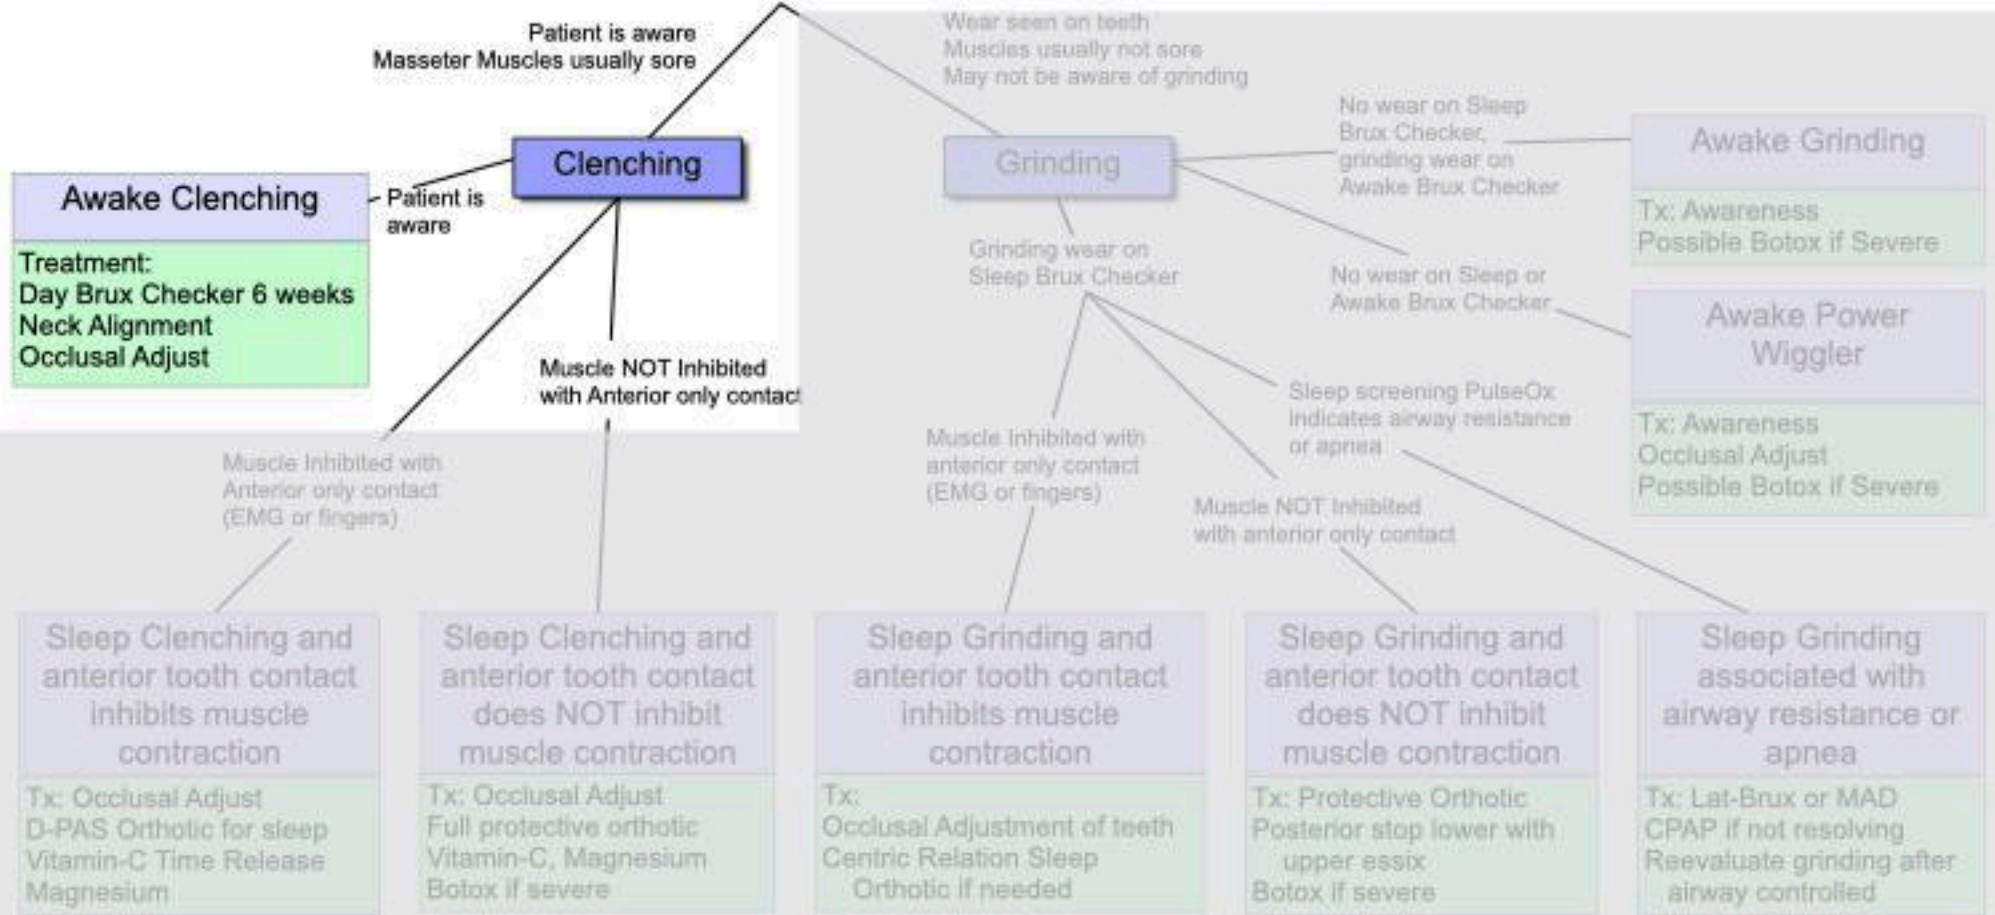 Patient is aware
Masseter Muscles usually sore
Wear seen on teeth
Muscles usually not sore
May not be aware of grinding
Clenching
Grinding
Awake Clenching
Patient is
aware
Treatment:
Day Brux Checker 6 weeks
Neck Alignment
Occlusal Adjust
No wear on Sleep
Brux Checker,
grinding wear on
Awake Brux Checker
Awake Grinding
Tx: Awareness
Possible Botox if Severe
Grinding wear on
Sleep Brux Checker
No wear on Sleep or
Awake Brux Checker
Awake Power
Wiggler
Tx: Awareness
Occlusal Adjust
Possible Botox if Severe
Muscle NOT Inhibited
with Anterior only contact
Muscle Inhibited with
Anterior only contact
(EMG or fingers)
Muscle Inhibited with
anterior only contact
(EMG or fingers)
Sleep screening PulseOx
indicates airway resistance
or apnea
Muscle NOT Inhibited
with anterior only contact
Sleep Clenching and
anterior tooth contact
inhibits muscle
contraction
Tx: Occlusal Adjust
D-PAS Orthotic for sleep
Vitamin-C Time Release
Magnesium
Sleep Clenching and
anterior tooth contact
does NOT inhibit
muscle contraction
Tx: Occlusal Adjust
Full protective orthotic
Vitamin-C, Magnesium
Botox if severe
Sleep Grinding and
anterior tooth contact
inhibits muscle
contraction
Tx:
Occlusal Adjustment of teeth
Centric Relation Sleep
Orthotic if needed
Sleep Grinding and
anterior tooth contact
does NOT inhibit
muscle contraction
Tx: Protective Orthotic
Posterior stop lower with
upper essix
Botox if severe
Sleep Grinding
associated with
airway resistance or
apnea
Tx: Lat-Brux or MAD
CPAP if not resolving
Reevaluate grinding after
airway controlled